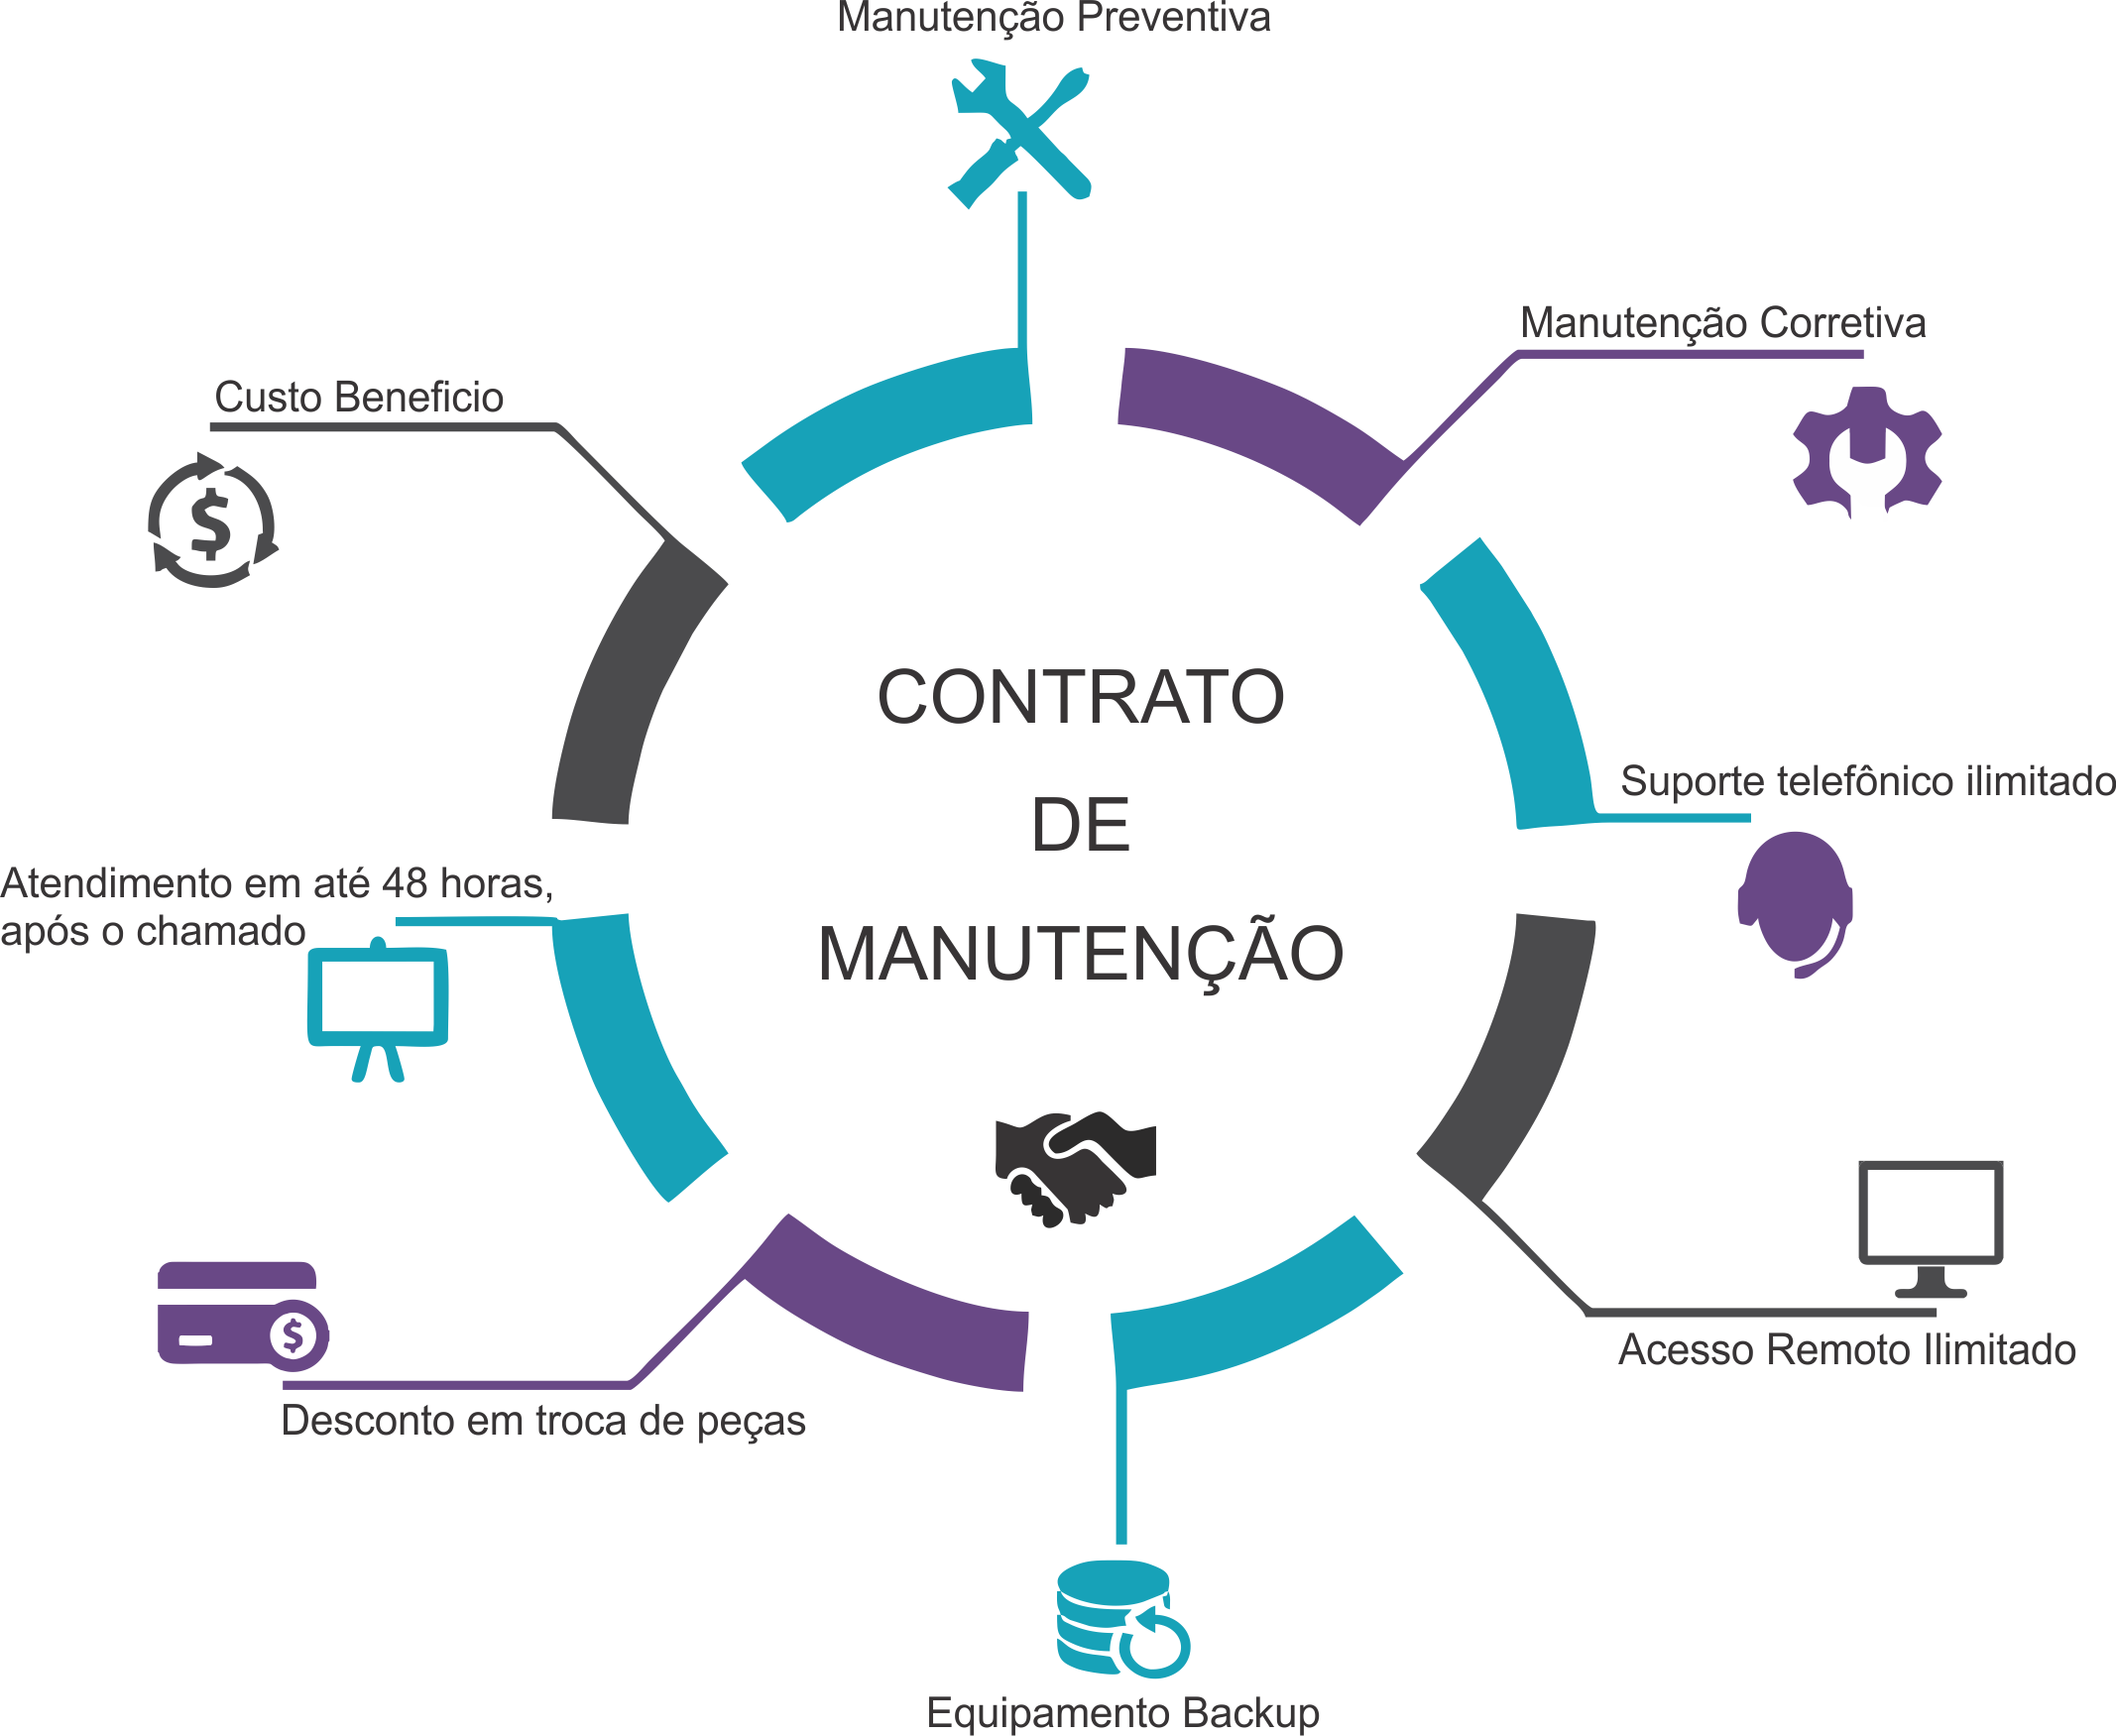 Manutenção Preventiva
Manutenção Corretiva
Custo Beneficio
CONTRATO
DE
MANUTENÇÃO
Suporte telefônico ilimitado
Atendimento em até 48 horas,
após o chamado
Acesso Remoto Ilimitado
Desconto em troca de peças
Equipamento Backup